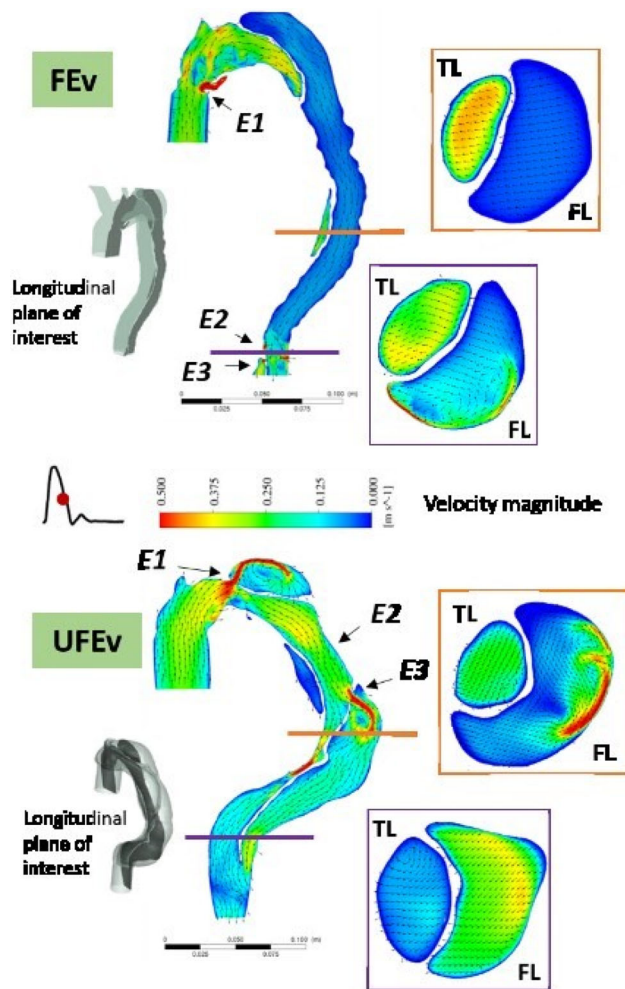 FEv
E1
TL
FL
Longitudinal
plane of
interest
E2
E3
TL
FL
0 0.050 0.100 (m)
0.025 0.075
0.500
0.375
0.250
0.125
0.000
[m s^-1]
Velocity magnitude
E1
UFEv
E2
E3
TL
FL
Longitudinal
plane of
interest
TL
FL
0 0.050 0.100 (m)
0.025 0.075